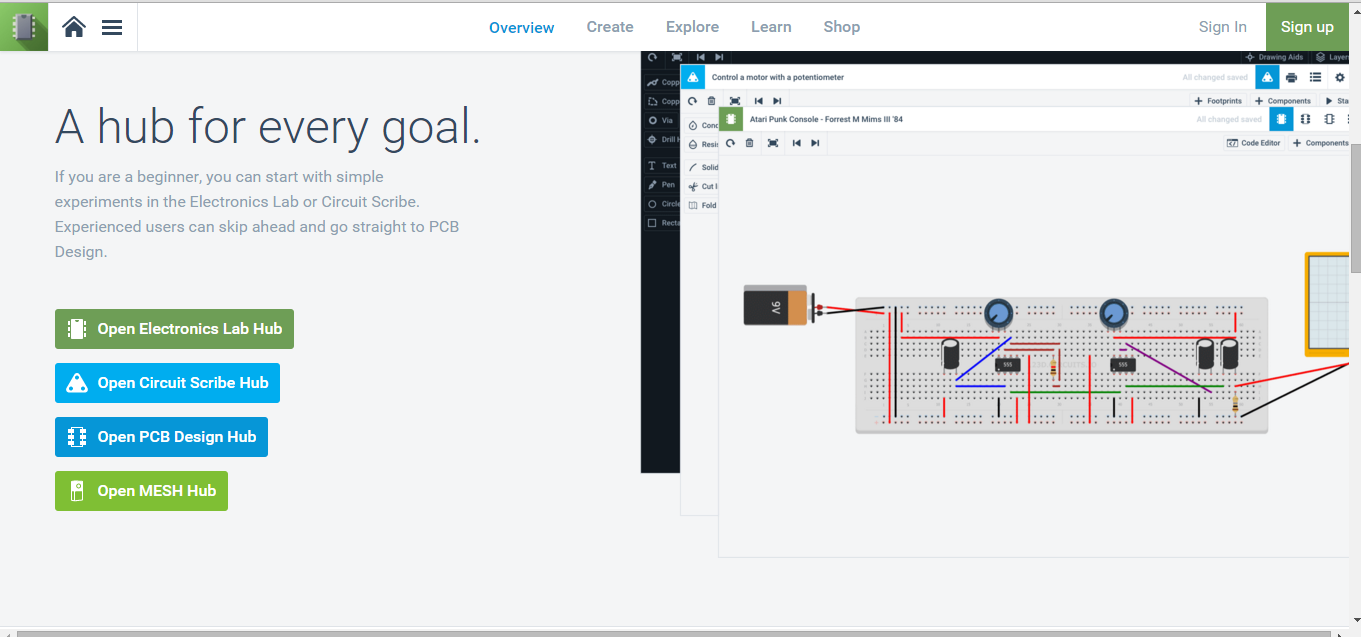 Overview
Create
Explore
Learn
Shop
Sign In
Sign up
A hub for every goal.
If you are a beginner, you can start with simple
experiments in the Electronics Lab or Circuit Scribe.
Experienced users can skip ahead and go straight to PCB
Design.
Open Electronics Lab Hub
Open Circuit Scribe Hub
Open PCB Design Hub
Open MESH Hub
Drawing Aids
Layer
Copp
Copp
Via
Drill H
Text
Pen
Circle
Recta
Control a motor with a potentiometer
All changed saved
Footprints
Components
Sta
Cond
Resis
Solid
Cut l
Fold
Atari Punk Console - Forrest M Mims III '84
All changed saved
Code Editor
Components
9V
555
555